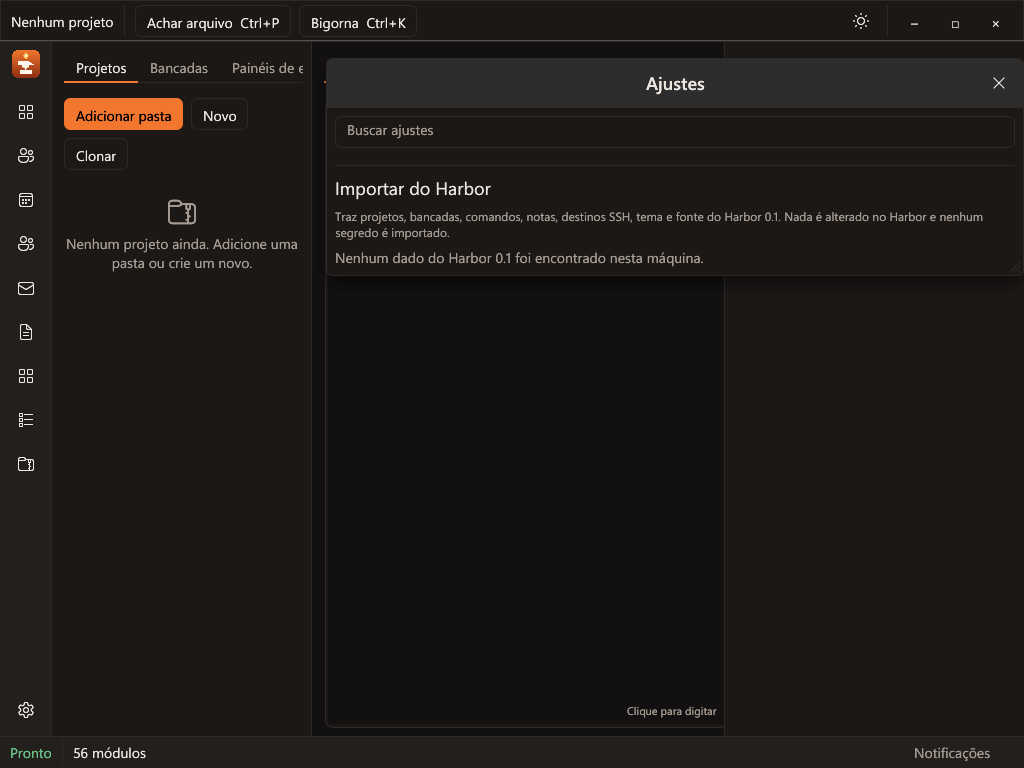 Nenhum projeto
Achar arquivo Ctrl+P
Bigorna Ctrl+K
Projetos
Bancadas
Painéis de e
Adicionar pasta
Novo
Clonar
Nenhum projeto ainda. Adicione uma
pasta ou crie um novo.
Ajustes
Buscar ajustes
Importar do Harbor
Traz projetos, bancadas, comandos, notas, destinos SSH, tema e fonte do Harbor 0.1. Nada é alterado no Harbor e nenhum
segredo é importado.
Nenhum dado do Harbor 0.1 foi encontrado nesta máquina.
Clique para digitar
Pronto
56 módulos
Notificações